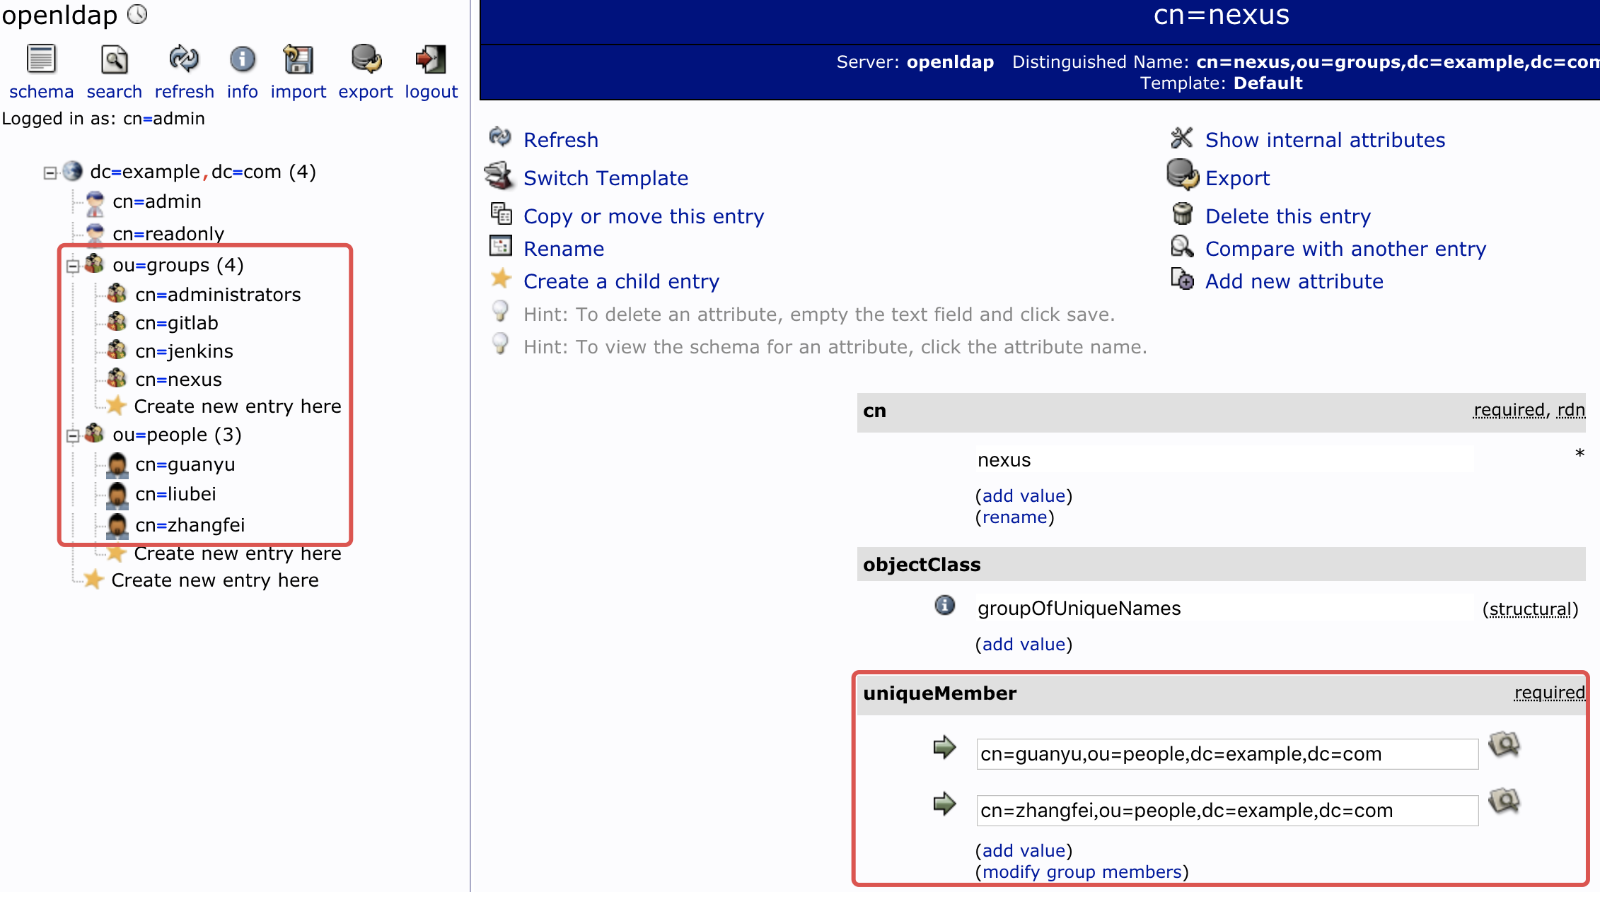 openldap
schema search refresh info import export logout
Logged in as: cn=admin
dc=example,dc=com (4)
cn=admin
cn=readonly
ou=groups (4)
cn=administrators
cn=gitlab
cn=jenkins
cn=nexus
Create new entry here
ou=people (3)
cn=guanyu
cn=liubei
cn=zhangfei
Create new entry here
Create new entry here
cn=nexus
Server: openldap Distinguished Name: cn=nexus,ou=groups,dc=example,dc=com
Template: Default
Refresh
Switch Template
Copy or move this entry
Rename
Create a child entry
Hint: To delete an attribute, empty the text field and click save.
Hint: To view the schema for an attribute, click the attribute name.
Show internal attributes
Export
Delete this entry
Compare with another entry
Add new attribute
cn required, rdn
nexus *
(add value)
(rename)
objectClass
groupOfUniqueNames (structural)
(add value)
uniqueMember required
cn=guanyu,ou=people,dc=example,dc=com
cn=zhangfei,ou=people,dc=example,dc=com
(add value)
(modify group members)